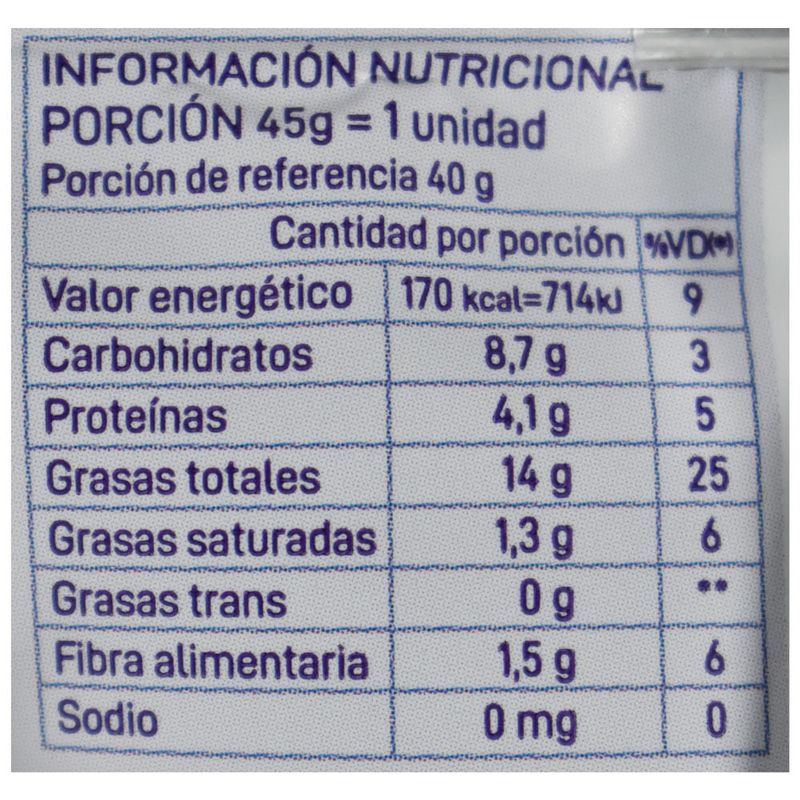 INFORMACIÓN NUTRICIONAL
PORCIÓN 45g = 1 unidad
Porción de referencia 40 g
Cantidad por porción %VD(*)
Valor energético 170 kcal=714kJ 9
Carbohidratos 8,7 g 3
Proteínas 4,1 g 5
Grasas totales 14 g 25
Grasas saturadas 1,3 g 6
Grasas trans 0 g **
Fibra alimentaria 1,5 g 6
Sodio 0 mg 0